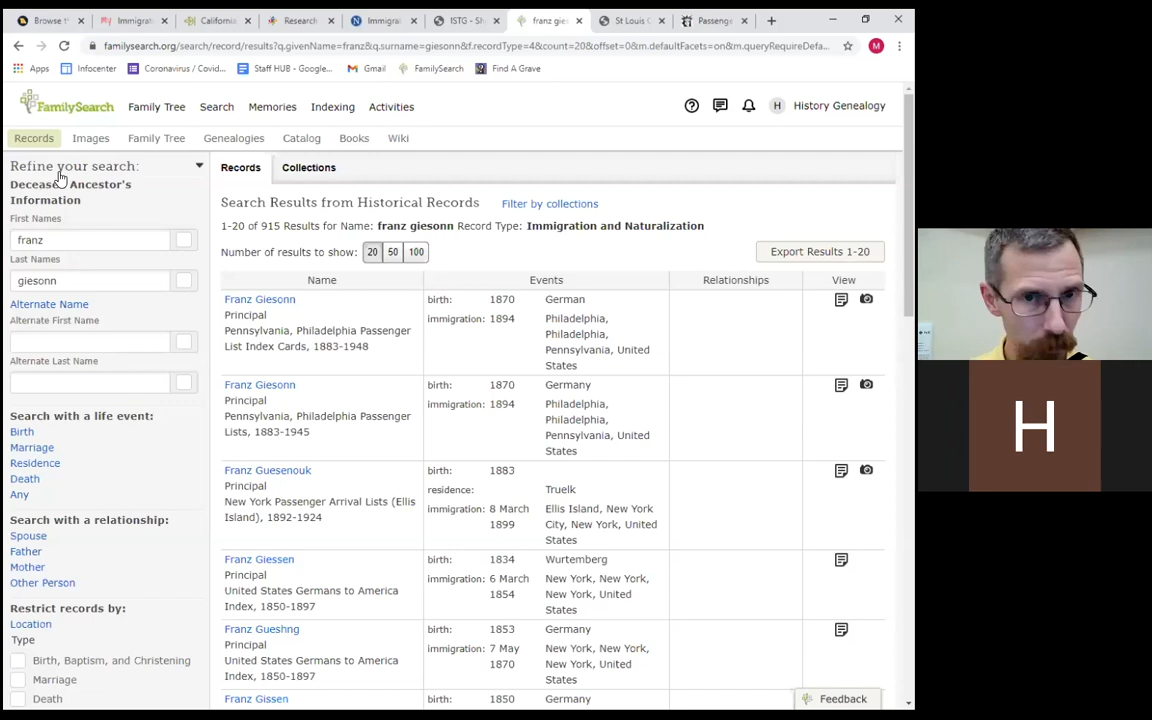 Browse t
Immigrat
California
Research
Immigrat
ISTG - Sh
franz gies
St Louis C
Passenge
familysearch.org/search/record/results?q.givenName=franz&q.surname=giesonn&f.recordType=4&count=20&offset=0&m.defaultFacets=on&m.queryRequireDefa...
M
Apps Infocenter Coronavirus / Covid... Staff HUB - Google... Gmail FamilySearch Find A Grave
FamilySearch Family Tree Search Memories Indexing Activities H History Genealogy
Records Images Family Tree Genealogies Catalog Books Wiki
Refine your search:
Deceased Ancestor's
Information
First Names
franz
Last Names
giesonn
Alternate Name
Alternate First Name
Alternate Last Name
Search with a life event:
Birth
Marriage
Residence
Death
Any
Search with a relationship:
Spouse
Father
Mother
Other Person
Restrict records by:
Location
Type
Birth, Baptism, and Christening
Marriage
Death
Records Collections
Search Results from Historical Records Filter by collections
1-20 of 915 Results for Name: franz giesonn Record Type: Immigration and Naturalization
Number of results to show: 20 50 100 Export Results 1-20
Name Events Relationships View
Franz Giesonn birth: 1870 German
Principal immigration: 1894 Philadelphia,
Pennsylvania, Philadelphia Passenger Philadelphia,
List Index Cards, 1883-1948 Pennsylvania, United
States
Franz Giesonn birth: 1870 Germany
Principal immigration: 1894 Philadelphia,
Pennsylvania, Philadelphia Passenger Philadelphia,
Lists, 1883-1945 Pennsylvania, United
States
Franz Guesenouk birth: 1883
Principal residence: Truelk
New York Passenger Arrival Lists (Ellis immigration: 8 March Ellis Island, New York
Island), 1892-1924 1899 City, New York, United
States
Franz Giessen birth: 1834 Wurtemberg
Principal immigration: 6 March New York, New York,
United States Germans to America 1854 New York, United
Index, 1850-1897 States
Franz Gueshng birth: 1853 Germany
Principal immigration: 7 May New York, New York,
United States Germans to America 1870 New York, United
Index, 1850-1897 States
Franz Gissen birth: 1850 Germany
Feedback
H